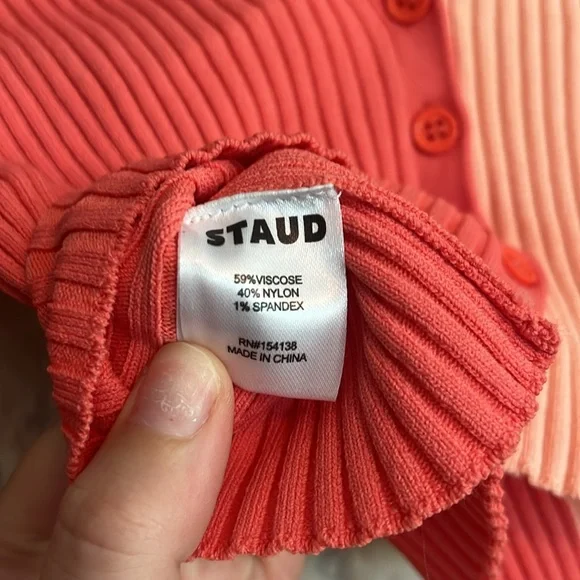 STAUD
59%VISCOSE
40% NYLON
1% SPANDEX
RN#154138
MADE IN CHINA